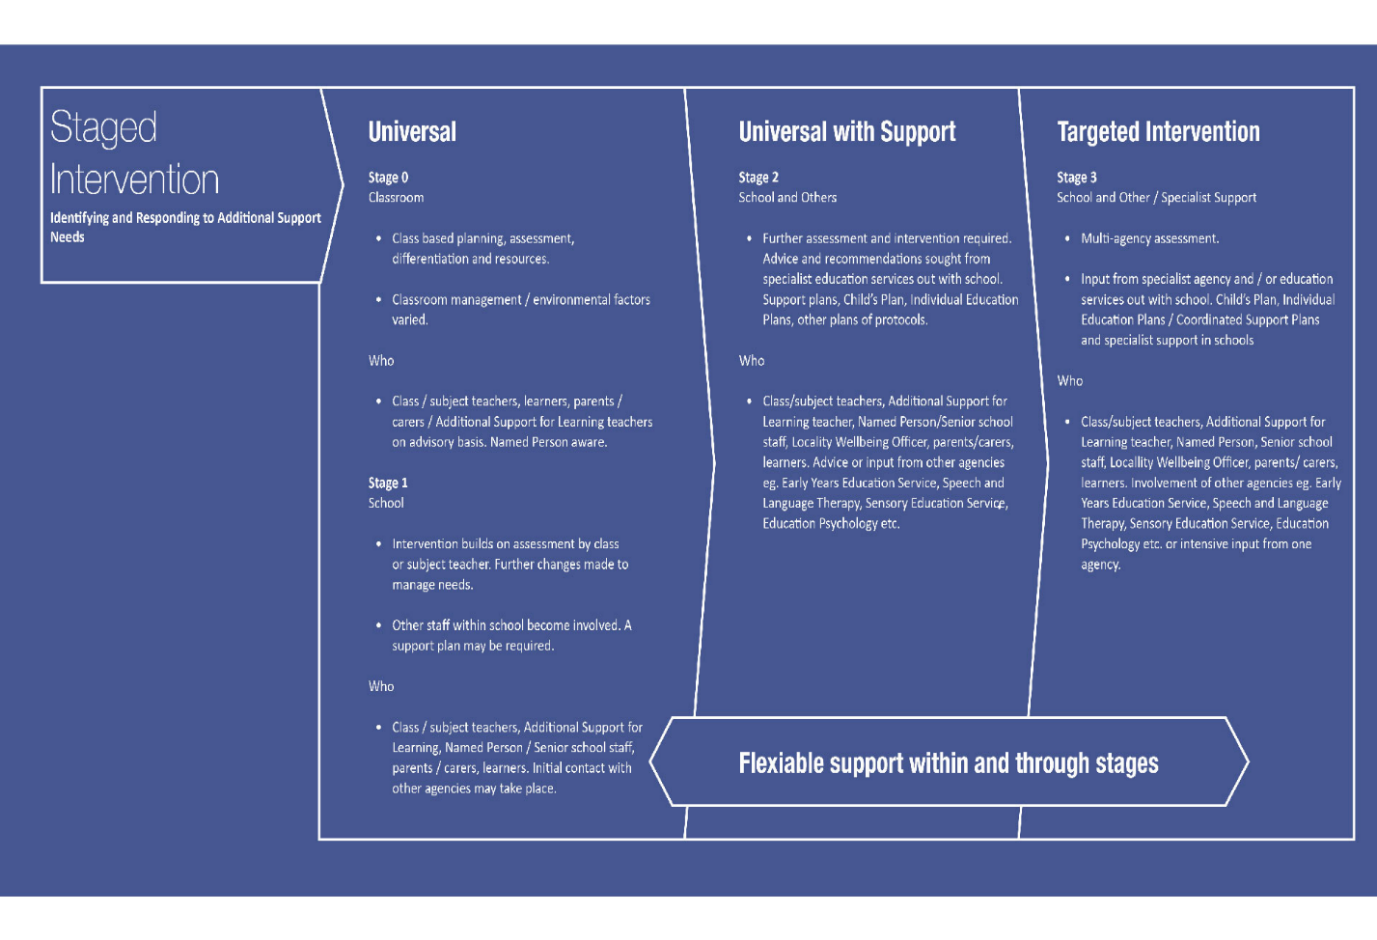 Staged
Intervention
Identifying and Responding to Additional Support
Needs
Universal
Stage 0
Classroom
• Class based planning, assessment,
differentiation and resources.
• Classroom management / environmental factors
varied.
Who
• Class / subject teachers, learners, parents /
carers / Additional Support for Learning teachers
on advisory basis. Named Person aware.
Stage 1
School
• Intervention builds on assessment by class
or subject teacher. Further changes made to
manage needs.
• Other staff within school become involved. A
support plan may be required.
Who
• Class / subject teachers, Additional Support for
Learning, Named Person / Senior school staff,
parents / carers, learners. Initial contact with
other agencies may take place.
Universal with Support
Stage 2
School and Others
• Further assessment and intervention required.
Advice and recommendations sought from
specialist education services out with school.
Support plans, Child's Plan, Individual Education
Plans, other plans of protocols.
Who
• Class/subject teachers, Additional Support for
Learning teacher, Named Person/Senior school
staff, Locality Wellbeing Officer, parents/carers,
learners. Advice or input from other agencies
eg. Early Years Education Service, Speech and
Language Therapy, Sensory Education Service,
Education Psychology etc.
Targeted Intervention
Stage 3
School and Other / Specialist Support
• Multi-agency assessment.
• Input from specialist agency and / or education
services out with school. Child's Plan, Individual
Education Plans / Coordinated Support Plans
and specialist support in schools
Who
• Class/subject teachers, Additional Support for
Learning teacher, Named Person, Senior school
staff, Locallity Wellbeing Officer, parents/ carers,
learners. Involvement of other agencies eg. Early
Years Education Service, Speech and Language
Therapy, Sensory Education Service, Education
Psychology etc. or intensive input from one
agency.
Flexiable support within and through stages